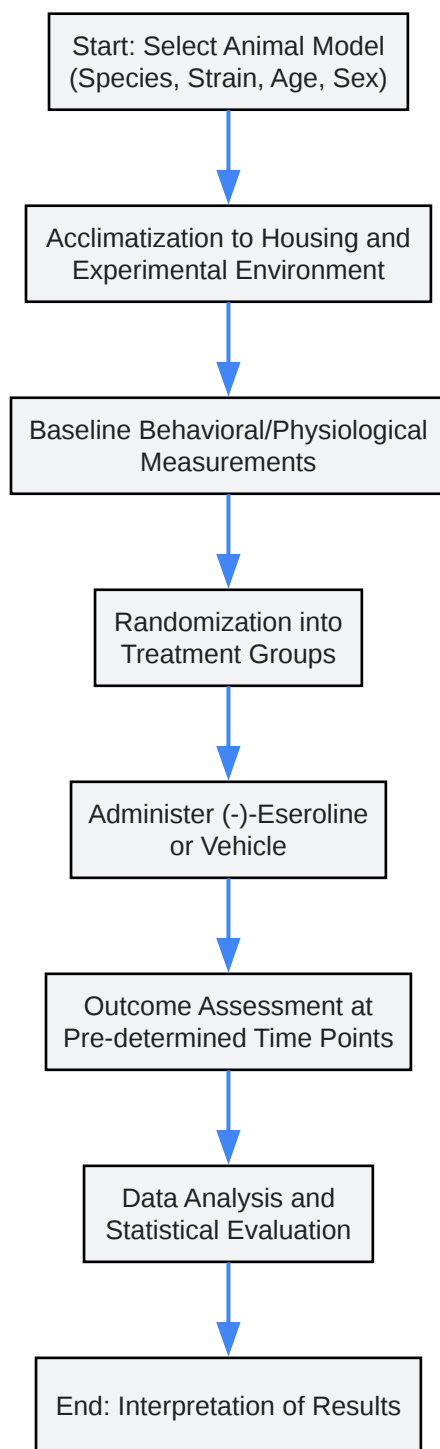 Start: Select Animal Model
(Species, Strain, Age, Sex)
Acclimatization to Housing and
Experimental Environment
Baseline Behavioral/Physiological
Measurements
Randomization into
Treatment Groups
Administer (-)-Eseroline
or Vehicle
Outcome Assessment at
Pre-determined Time Points
Data Analysis and
Statistical Evaluation
End: Interpretation of Results